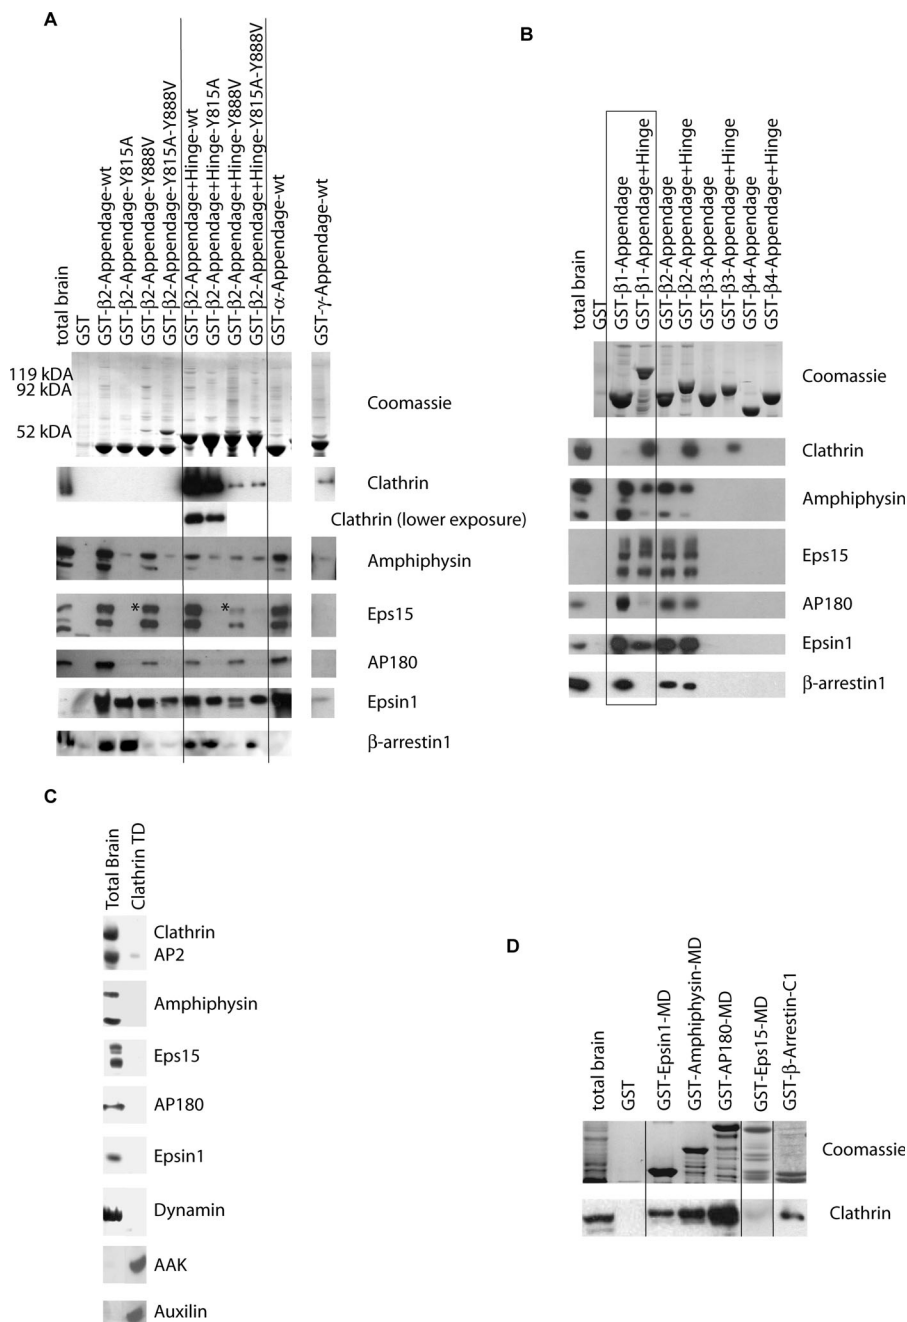 A
total brain
GST
GST-β2-Appendage-wt
GST-β2-Appendage-Y815A
GST-β2-Appendage-Y888V
GST-β2-Appendage-Y815A-Y888V
GST-β2-Appendage+Hinge-wt
GST-β2-Appendage+Hinge-Y815A
GST-β2-Appendage+Hinge-Y888V
GST-β2-Appendage+Hinge-Y815A-Y888V
GST-α-Appendage-wt
GST-γ-Appendage-wt
119 kDA
92 kDA
52 kDA
Coomassie
Clathrin
Clathrin (lower exposure)
Amphiphysin
* *
Eps15
AP180
Epsin1
β-arrestin1
B
total brain
GST
GST-β1-Appendage
GST-β1-Appendage+Hinge
GST-β2-Appendage
GST-β2-Appendage+Hinge
GST-β3-Appendage
GST-β3-Appendage+Hinge
GST-β4-Appendage
GST-β4-Appendage+Hinge
Coomassie
Clathrin
Amphiphysin
Eps15
AP180
Epsin1
β-arrestin1
C
Total Brain
Clathrin TD
Clathrin
AP2
Amphiphysin
Eps15
AP180
Epsin1
Dynamin
AAK
Auxilin
D
total brain
GST
GST-Epsin1-MD
GST-Amphiphysin-MD
GST-AP180-MD
GST-Eps15-MD
GST-β-Arrestin-C1
Coomassie
Clathrin